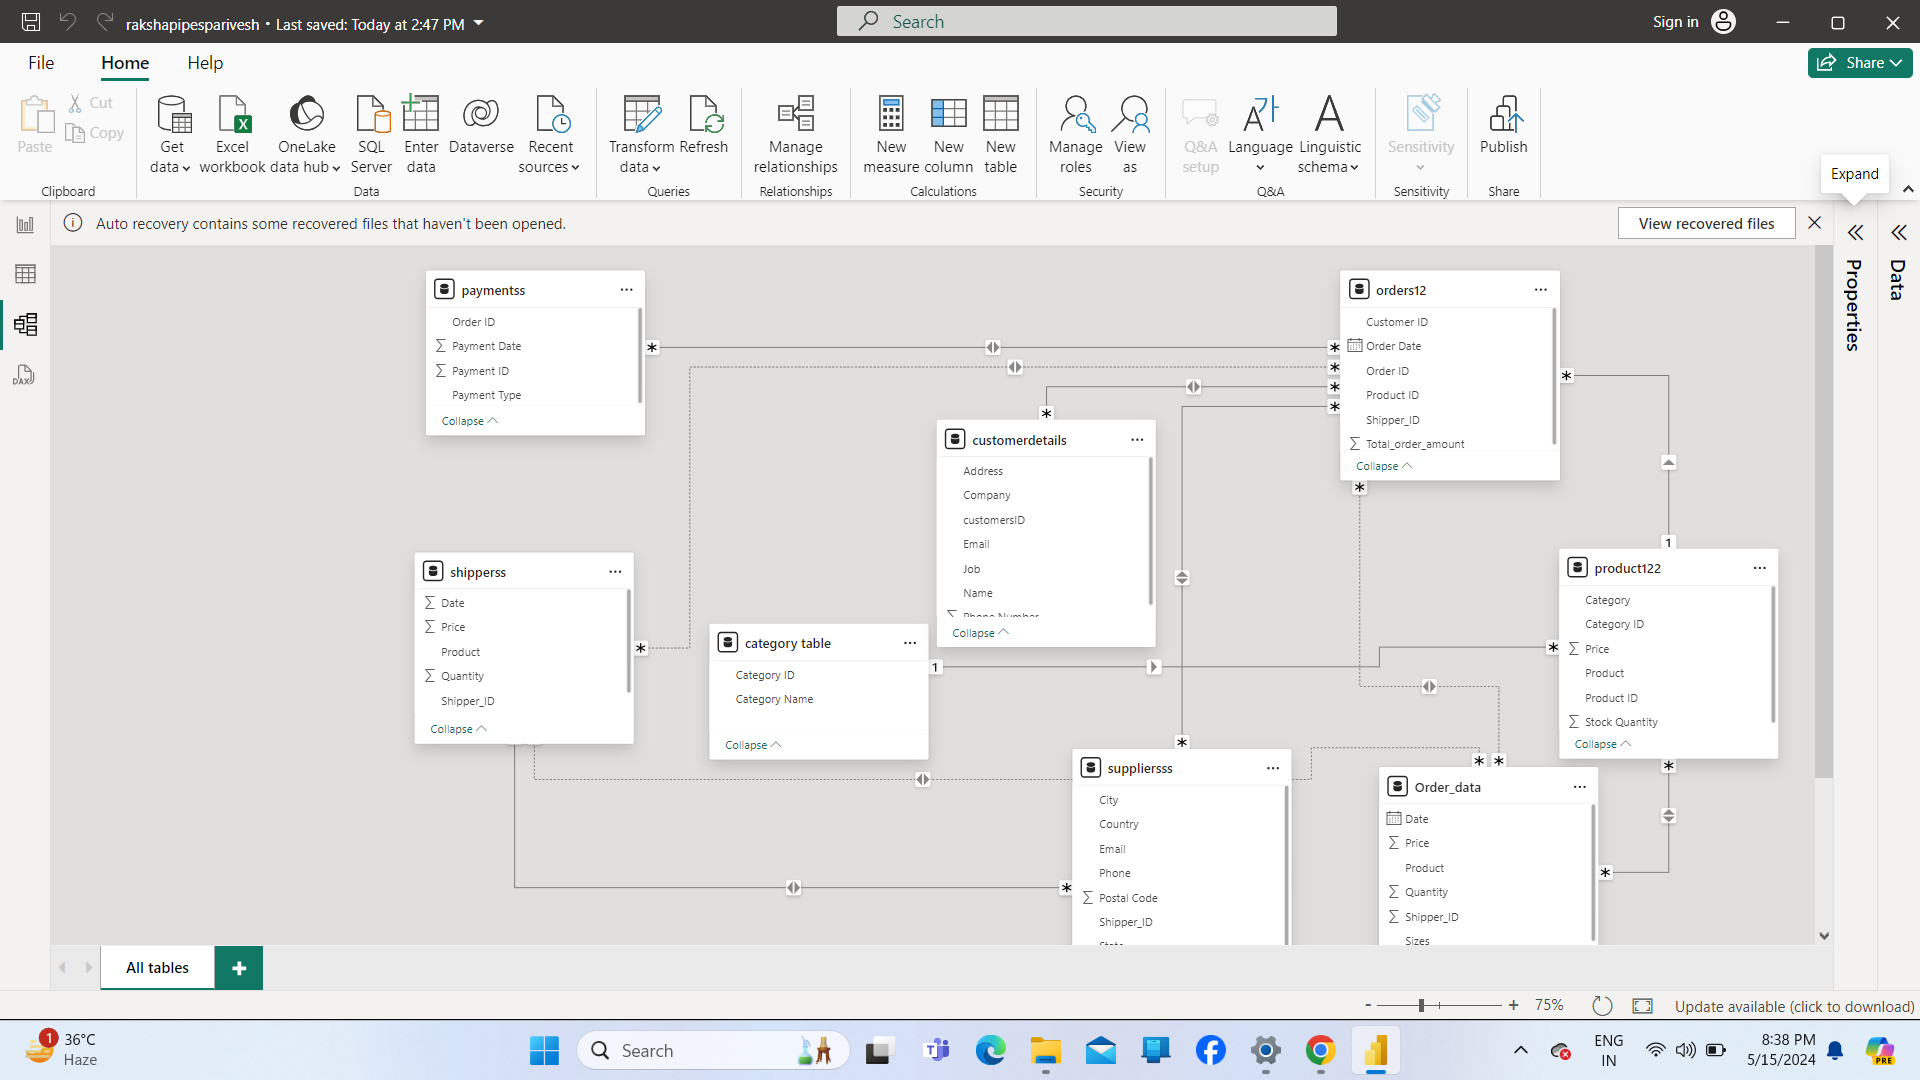 rakshapipesparivesh • Last saved: Today at 2:47 PM
Search
Sign in
File
Home
Help
Share
Paste
Cut
Copy
Clipboard
Get data
Excel workbook
OneLake data hub
SQL Server
Enter data
Dataverse
Recent sources
Data
Transform data
Refresh
Queries
Manage relationships
Relationships
New measure
New column
New table
Calculations
Manage roles
View as
Security
Q&A setup
Language
Linguistic schema
Q&A
Sensitivity
Sensitivity
Publish
Share
Expand
Auto recovery contains some recovered files that haven't been opened.
View recovered files
Properties
Data
DAX
paymentss
Order ID
Payment Date
Payment ID
Payment Type
Collapse
orders12
Customer ID
Order Date
Order ID
Product ID
Shipper_ID
Total_order_amount
Collapse
customerdetails
Address
Company
customersID
Email
Job
Name
Phone Number
Collapse
shipperss
Date
Price
Product
Quantity
Shipper_ID
Collapse
category table
Category ID
Category Name
Collapse
1
1
product122
Category
Category ID
Price
Product
Product ID
Stock Quantity
Collapse
suppliersss
City
Country
Email
Phone
Postal Code
Shipper_ID
State
Order_data
Date
Price
Product
Quantity
Shipper_ID
Sizes
All tables
+
- + 75%
Update available (click to download)
1
36°C
Haze
Search
ENG
IN
8:38 PM
5/15/2024
PRE